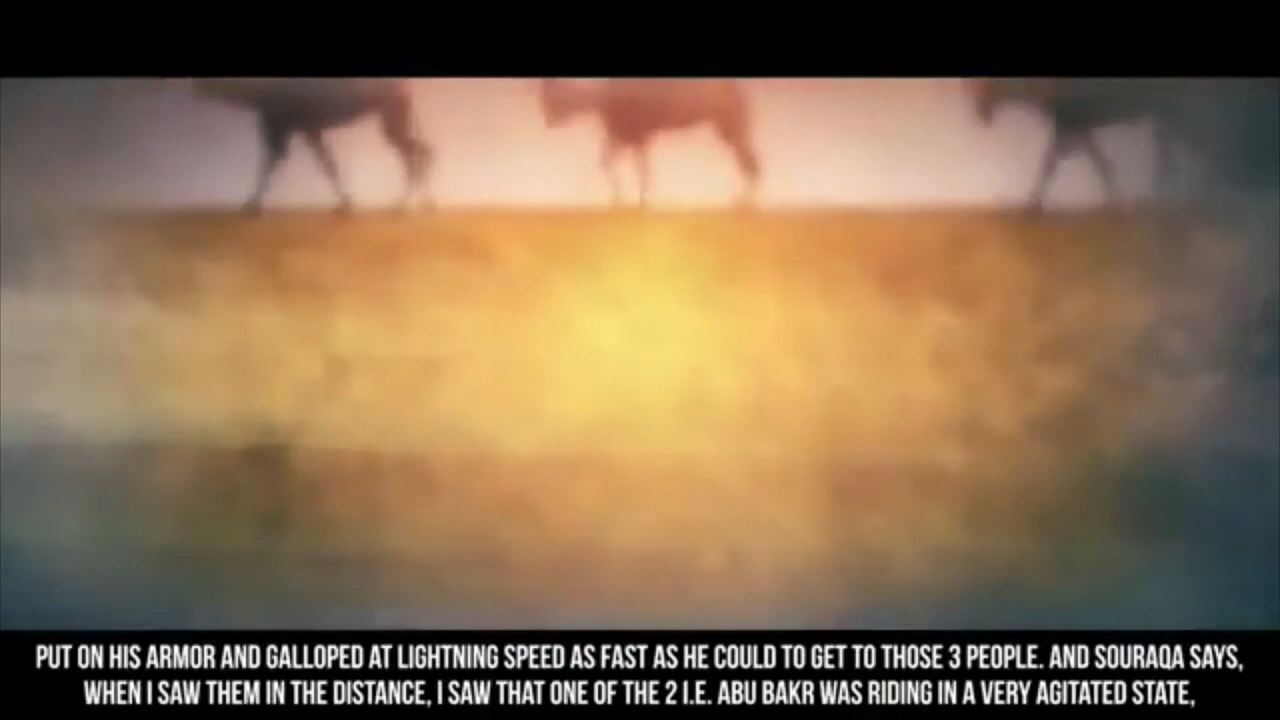 PUT ON HIS ARMOR AND GALLOPED AT LIGHTNING SPEED AS FAST AS HE COULD TO GET TO THOSE 3 PEOPLE. AND SOURAQA SAYS,
WHEN I SAW THEM IN THE DISTANCE, I SAW THAT ONE OF THE 2 I.E. ABU BAKR WAS RIDING IN A VERY AGITATED STATE,